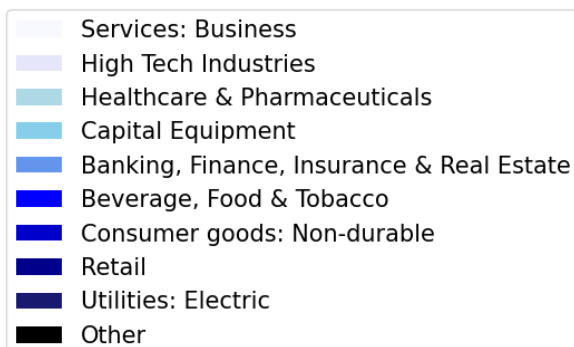 Services: Business
High Tech Industries
Healthcare & Pharmaceuticals
Capital Equipment
Banking, Finance, Insurance & Real Estate
Beverage, Food & Tobacco
Consumer goods: Non-durable
Retail
Utilities: Electric
Other